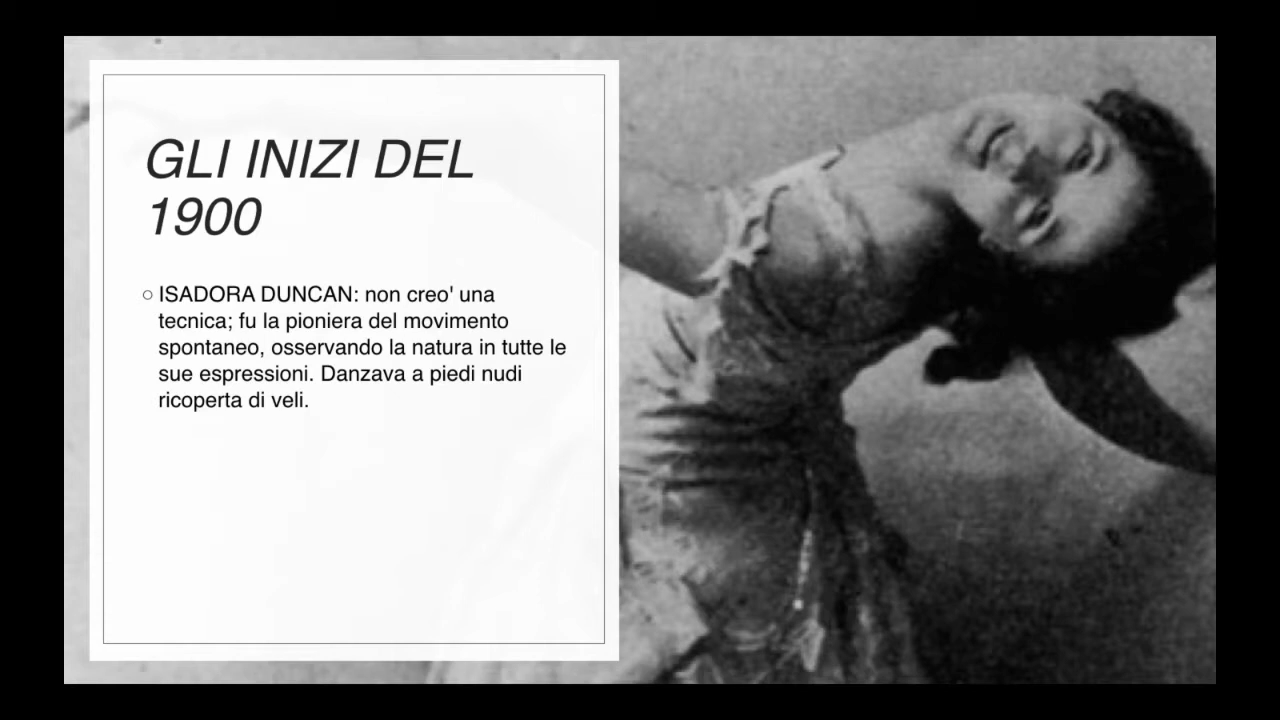 GLI INIZI DEL
1900
○ ISADORA DUNCAN: non creo' una
tecnica; fu la pioniera del movimento
spontaneo, osservando la natura in tutte le
sue espressioni. Danzava a piedi nudi
ricoperta di veli.